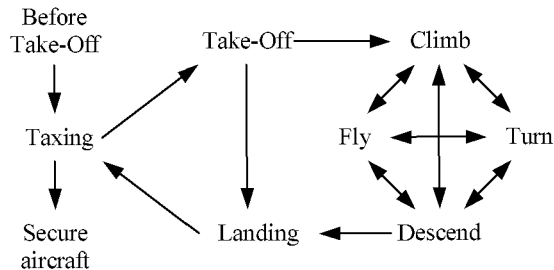 Before
Take-Off
Take-Off
Climb
Taxing
Fly
Turn
Secure
aircraft
Landing
Descend